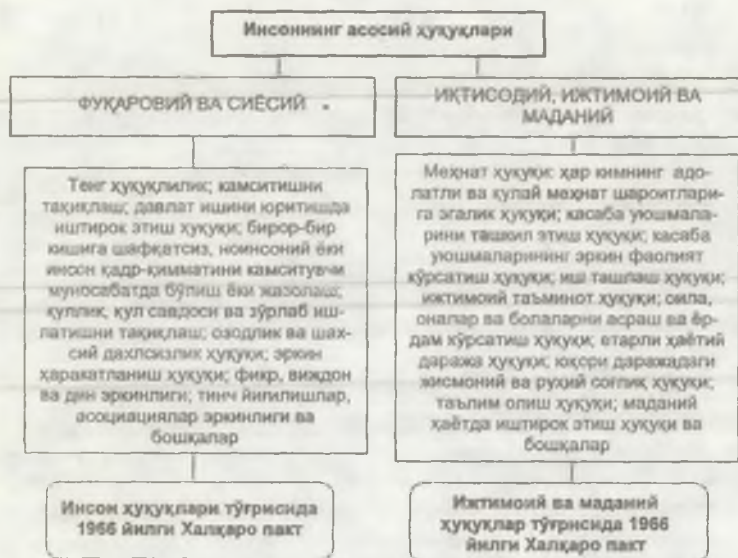 Инсоннинг асосий ҳуқуқлари
ФУҚАРОВИЙ ВА СИЁСИЙ
ИҚТИСОДИЙ, ИЖТИМОИЙ ВА
МАДАНИЙ
Тенг ҳуқуқлилик; камситишни
тақиқлаш; давлат ишини юритишда
иштирок этиш ҳуқуқи; бирор-бир
кишига шафқатсиз, ноинсоний ёки
инсон қадр-қимматини камситувчи
муносабатда бўлиш ёки жазолаш;
қуллик, қул савдоси ва зўрлаб иш-
латишни тақиқлаш; озодлик ва шах-
сий дахлсизлик ҳуқуқи; эркин
ҳаракатланиш ҳуқуқи; фикр, виждон
ва дин эркинлиги; тинч йиғилишлар,
асоциациялар эркинлиги ва
бошқалар
Меҳнат ҳуқуқи: ҳар кимнинг адо-
латли ва қулай меҳнат шароитлари-
га эгалик ҳуқуқи; касаба уюшмала-
рини ташкил этиш ҳуқуқи; касаба
уюшмаларининг эркин фаолият
кўрсатиш ҳуқуқи; иш ташлаш ҳуқуқи;
ижтимоий таъминот ҳуқуқи; оила,
оналар ва болаларни асраш ва ёр-
дам кўрсатиш ҳуқуқи; етарли ҳаётий
даража ҳуқуқи; юқори даражадаги
жисмоний ва руҳий соғлиқ ҳуқуқи;
таълим олиш ҳуқуқи; маданий
ҳаётда иштирок этиш ҳуқуқи ва
бошқалар
Инсон ҳуқуқлари тўғрисида
1966 йилги Халқаро пакт
Ижтимоий ва маданий
ҳуқуқлар тўғрисида 1966
йилги Халқаро пакт